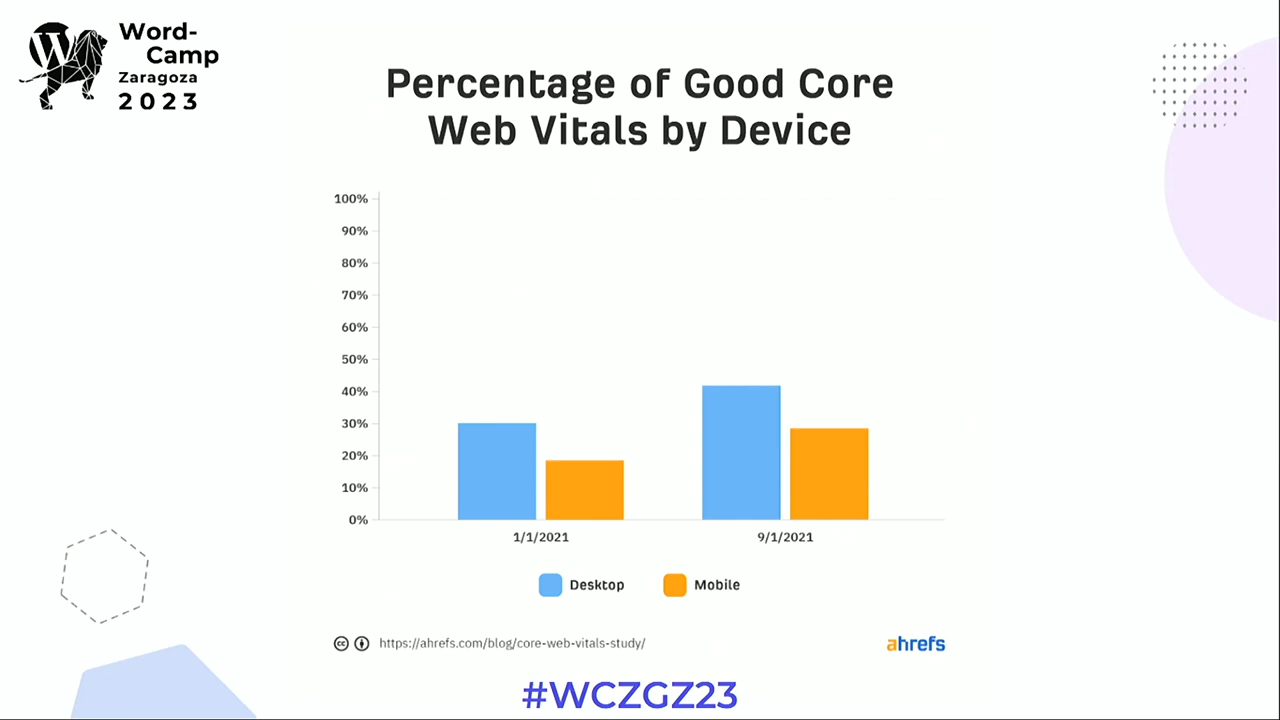 Word-
Camp
Zaragoza
2023
Percentage of Good Core
Web Vitals by Device
100%
90%
80%
70%
60%
50%
40%
30%
20%
10%
0%
1/1/2021
9/1/2021
Desktop
Mobile
https://ahrefs.com/blog/core-web-vitals-study/
ahrefs
#WCZGZ23